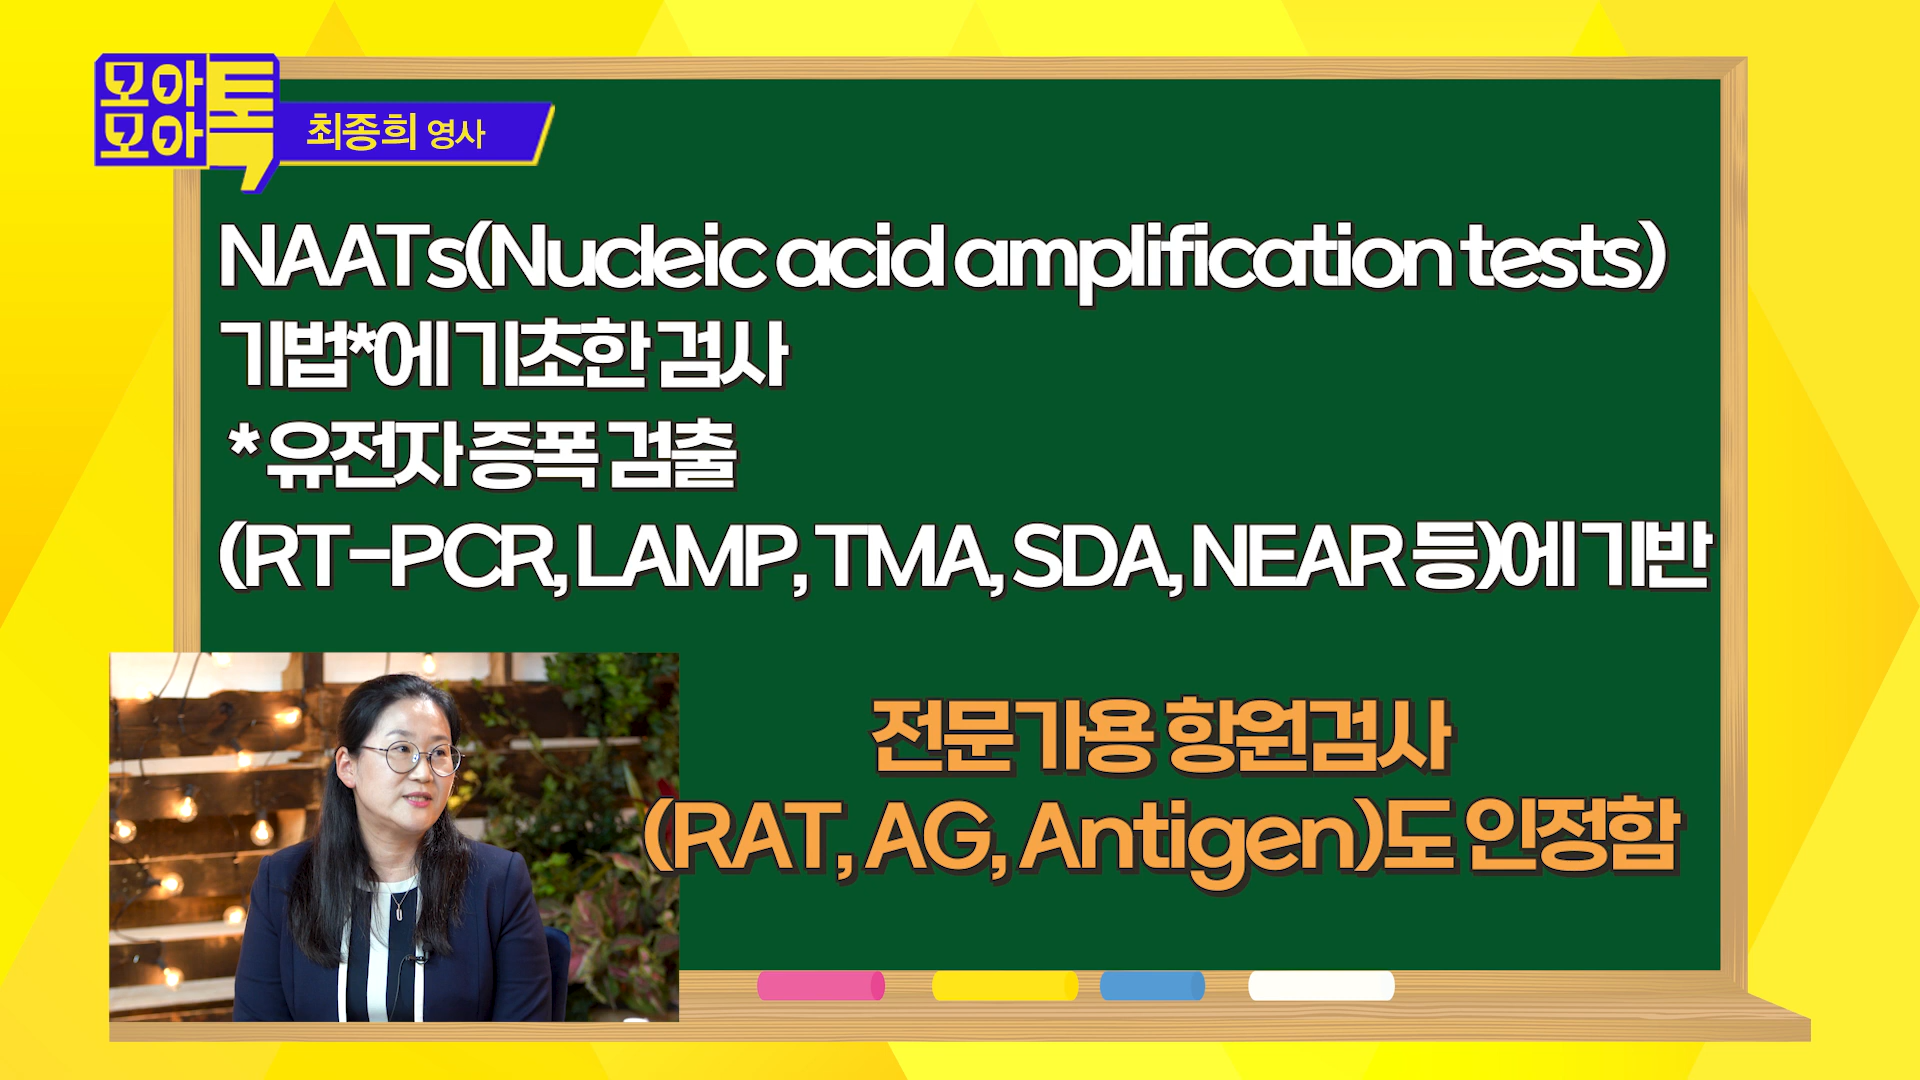 모아
모아
톡
최종희 영사
NAATs(Nucleic acid amplification tests)
기법*에 기초한 검사
* 유전자 증폭 검출
(RT-PCR, LAMP, TMA, SDA, NEAR 등)에 기반
전문가용 항원검사
(RAT, AG, Antigen)도 인정함